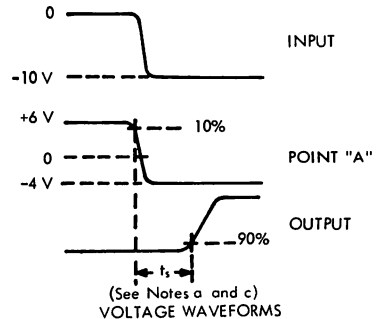 0
INPUT
-10 V
+6 V
10%
0
POINT "A"
-4 V
OUTPUT
90%
ts
(See Notes a and c)
VOLTAGE WAVEFORMS